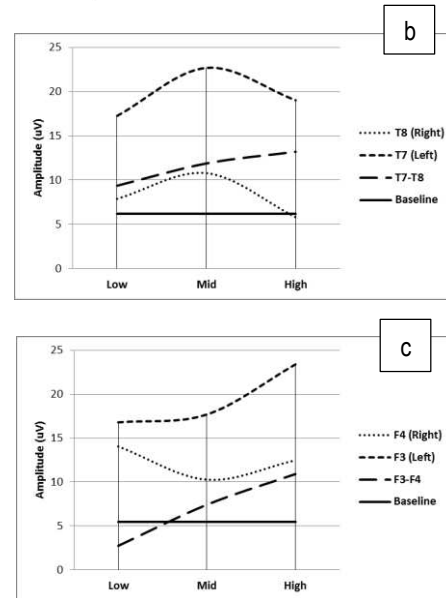 b
25
20
15
10
5
0
Amplitude (uV)
Low Mid High
T8 (Right)
T7 (Left)
T7-T8
Baseline
c
25
20
15
10
5
0
Amplitude (uV)
Low Mid High
F4 (Right)
F3 (Left)
F3-F4
Baseline